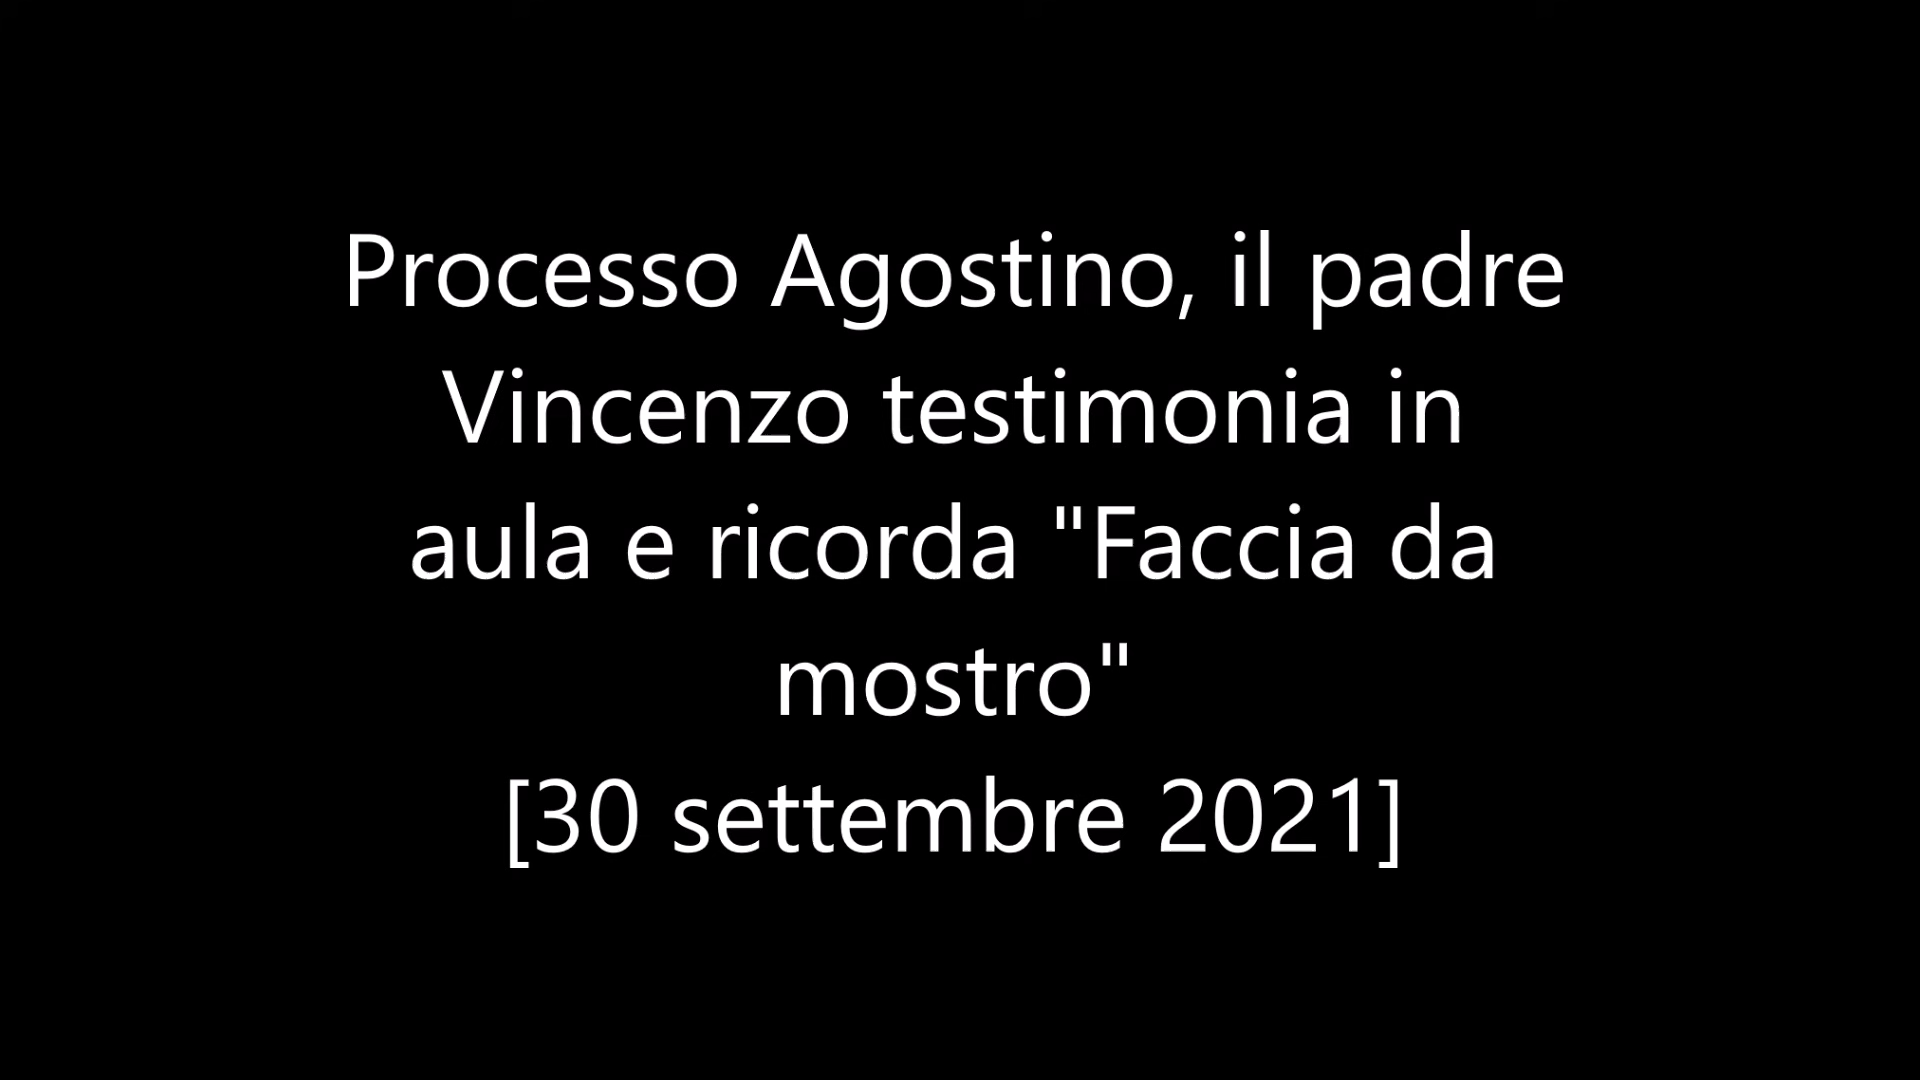 Processo Agostino, il padre
Vincenzo testimonia in
aula e ricorda "Faccia da
mostro"
[30 settembre 2021]